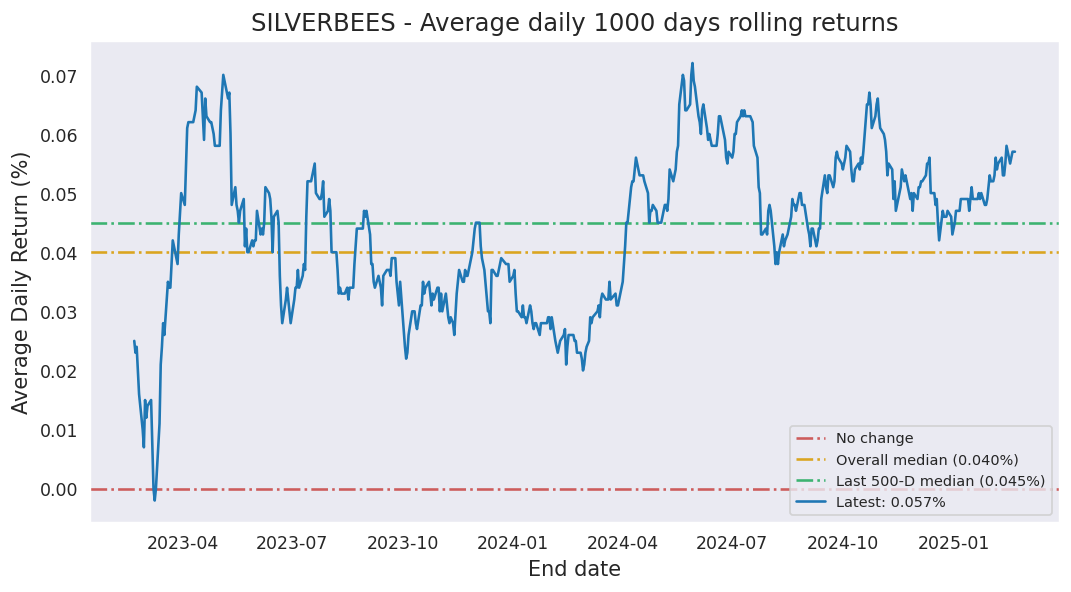 SILVERBEES - Average daily 1000 days rolling returns
Average Daily Return (%)
0.07
0.06
0.05
0.04
0.03
0.02
0.01
0.00
No change
Overall median (0.040%)
Last 500-D median (0.045%)
Latest: 0.057%
2023-04 2023-07 2023-10 2024-01 2024-04 2024-07 2024-10 2025-01
End date